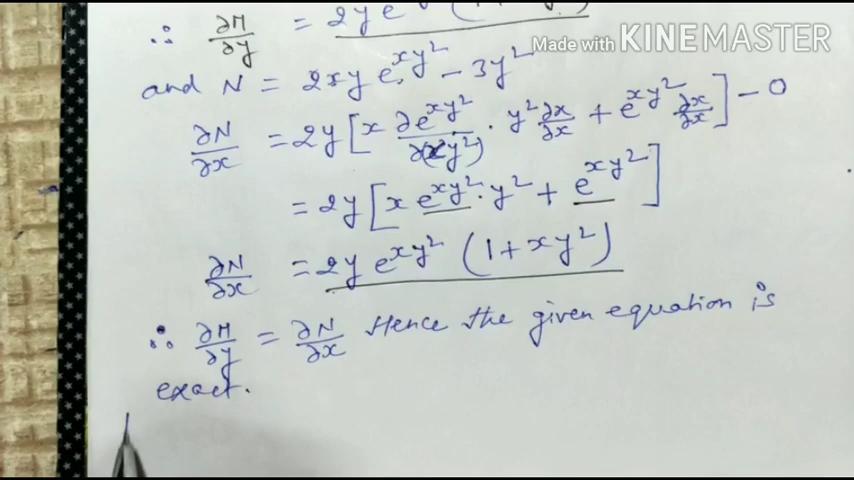 ∴ ∂M/∂y = 2y e
Made with KINEMASTER
and N = 2xy e^xy² - 3y²
∂N/∂x = 2y [x ∂e^xy²/∂(xy²) · y² ∂x/∂x + e^xy² ∂x/∂x] - 0
= 2y [x e^xy² · y² + e^xy²]
∂N/∂x = 2y e^xy² (1 + xy²)
∴ ∂M/∂y = ∂N/∂x Hence the given equation is
exact.